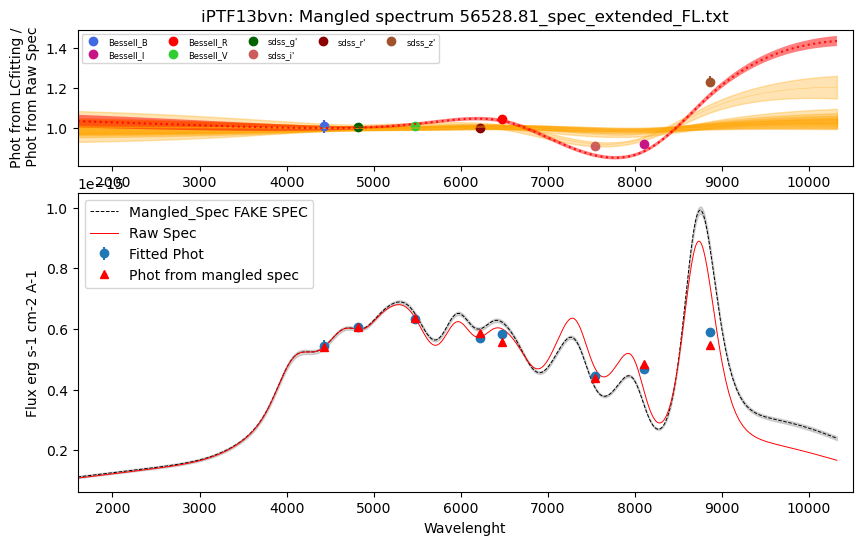 iPTF13bvn: Mangled spectrum 56528.81_spec_extended_FL.txt
Phot from LCfitting /
Phot from Raw Spec
1.4
1.2
1.0
Bessell_B
Bessell_I
Bessell_R
Bessell_V
sdss_g'
sdss_i'
sdss_r'
sdss_z'
2000 3000 4000 5000 6000 7000 8000 9000 10000
1e−15
Flux erg s-1 cm-2 A-1
1.0
0.8
0.6
0.4
0.2
Mangled_Spec FAKE SPEC
Raw Spec
Fitted Phot
Phot from mangled spec
2000 3000 4000 5000 6000 7000 8000 9000 10000
Wavelenght